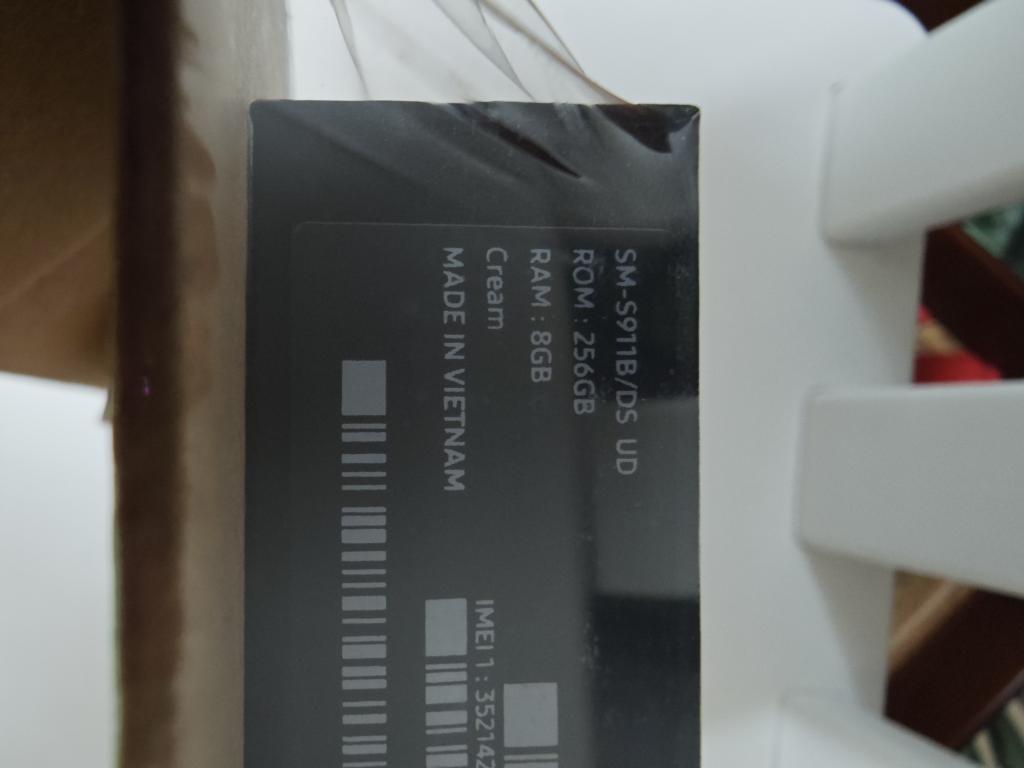 SM-S911B/DS UD
ROM : 256GB
RAM : 8GB
Cream
MADE IN VIETNAM
IMEI 1 : 352142